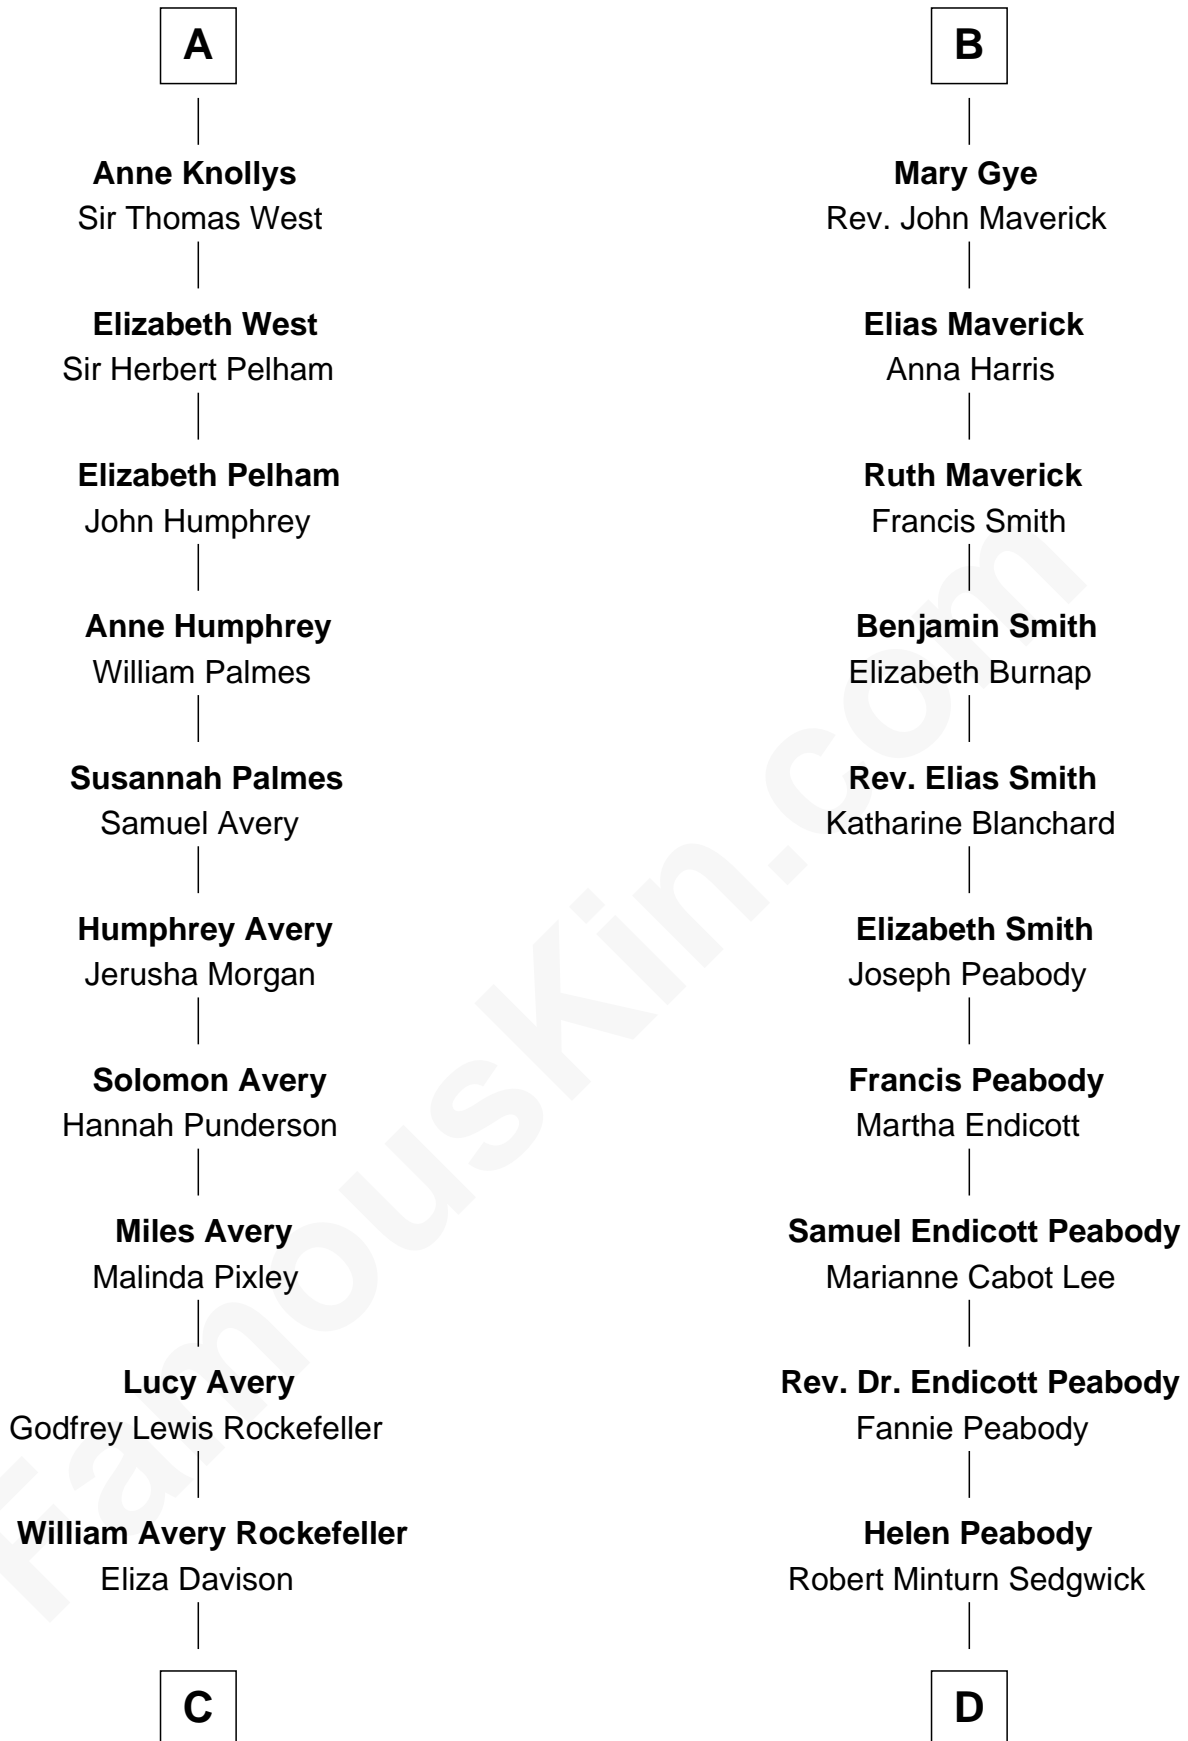 A
Anne Knollys
Sir Thomas West
Elizabeth West
Sir Herbert Pelham
Elizabeth Pelham
John Humphrey
Anne Humphrey
William Palmes
Susannah Palmes
Samuel Avery
Humphrey Avery
Jerusha Morgan
Solomon Avery
Hannah Punderson
Miles Avery
Malinda Pixley
Lucy Avery
Godfrey Lewis Rockefeller
William Avery Rockefeller
Eliza Davison
C
B
Mary Gye
Rev. John Maverick
Elias Maverick
Anna Harris
Ruth Maverick
Francis Smith
Benjamin Smith
Elizabeth Burnap
Rev. Elias Smith
Katharine Blanchard
Elizabeth Smith
Joseph Peabody
Francis Peabody
Martha Endicott
Samuel Endicott Peabody
Marianne Cabot Lee
Rev. Dr. Endicott Peabody
Fannie Peabody
Helen Peabody
Robert Minturn Sedgwick
D
FamousKin.com